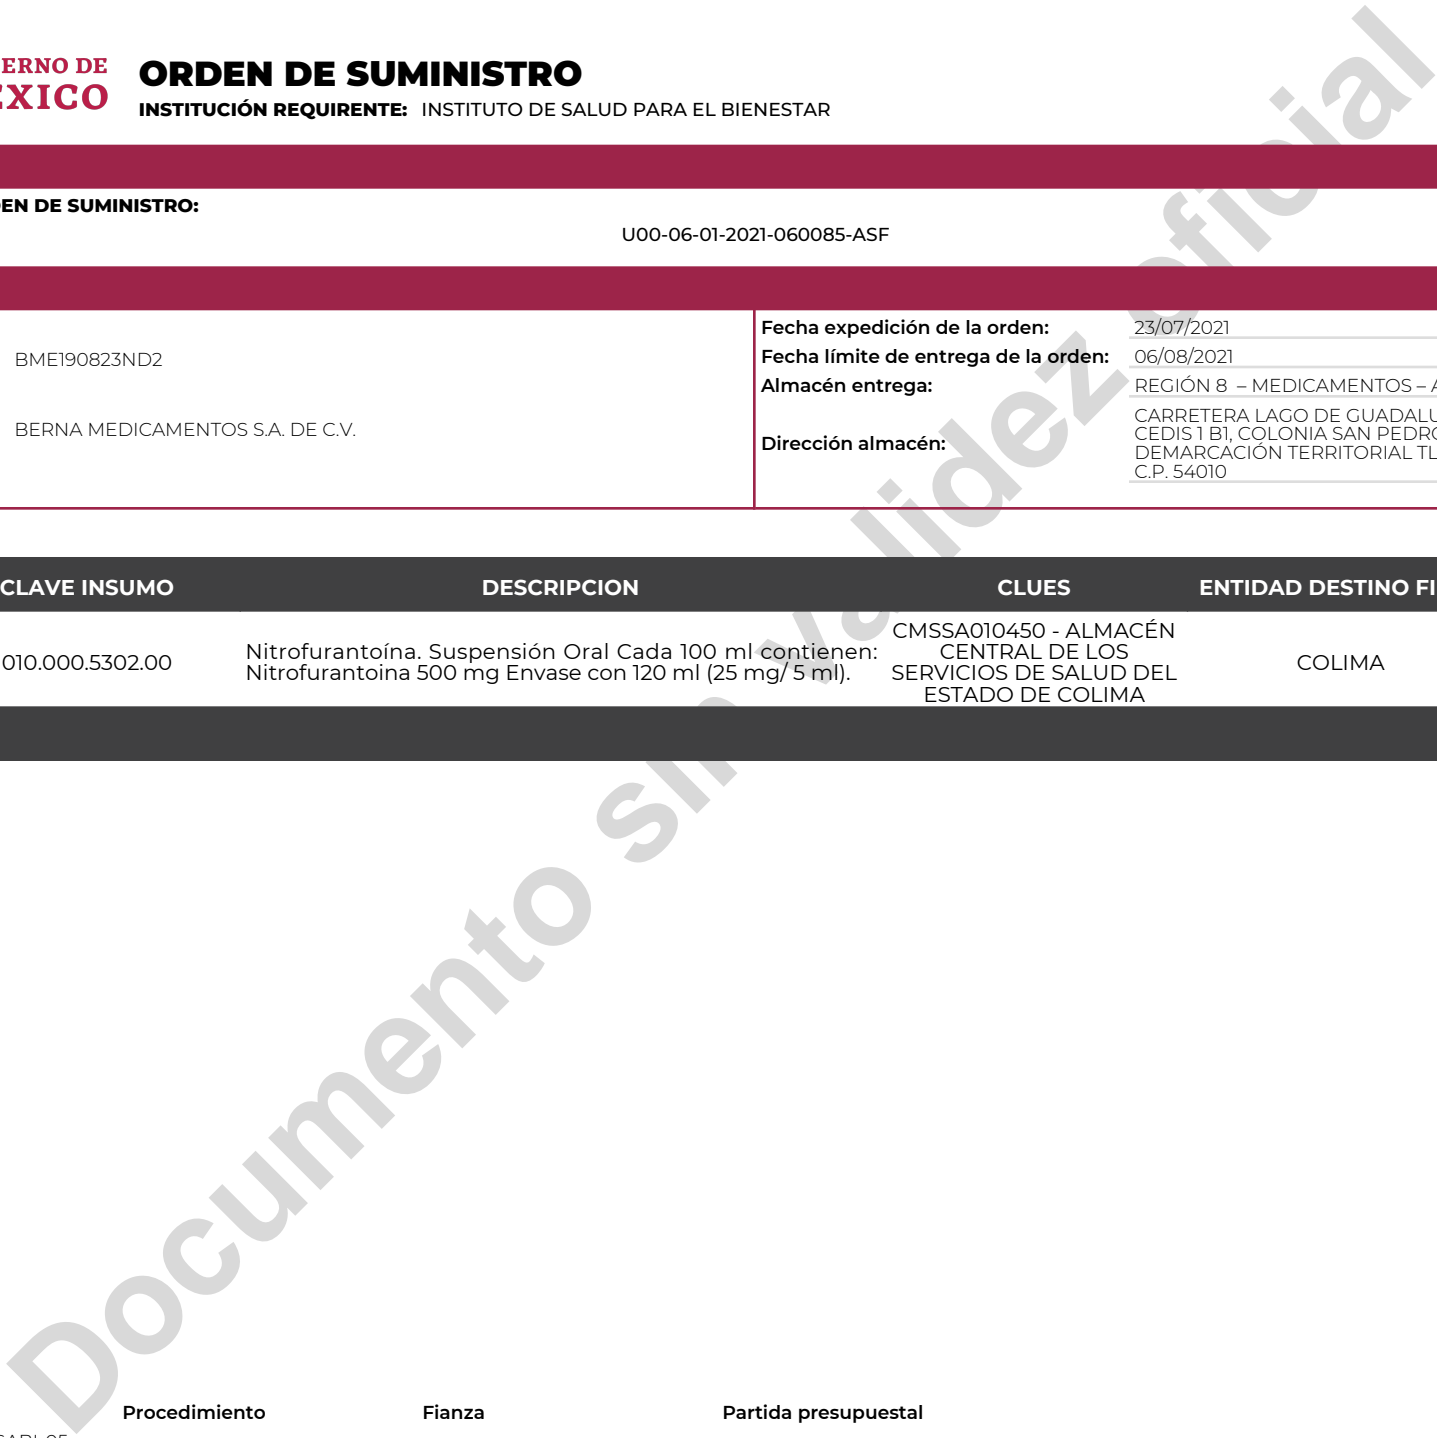 ERNO DE
ÉXICO
ORDEN DE SUMINISTRO
INSTITUCIÓN REQUIRENTE: INSTITUTO DE SALUD PARA EL BIENESTAR
EN DE SUMINISTRO:
U00-06-01-2021-060085-ASF
BME190823ND2
BERNA MEDICAMENTOS S.A. DE C.V.
Fecha expedición de la orden: 23/07/2021
Fecha límite de entrega de la orden: 06/08/2021
Almacén entrega: REGIÓN 8 – MEDICAMENTOS – A
Dirección almacén:
CARRETERA LAGO DE GUADALU
CEDIS 1 B1, COLONIA SAN PEDRO
DEMARCACIÓN TERRITORIAL TL
C.P. 54010
CLAVE INSUMO DESCRIPCION CLUES ENTIDAD DESTINO FI
010.000.5302.00
Nitrofurantoína. Suspensión Oral Cada 100 ml contienen:
Nitrofurantoina 500 mg Envase con 120 ml (25 mg/ 5 ml).
CMSSA010450 - ALMACÉN
CENTRAL DE LOS
SERVICIOS DE SALUD DEL
ESTADO DE COLIMA
COLIMA
Documento sin validez oficial
Procedimiento Fianza Partida presupuestal